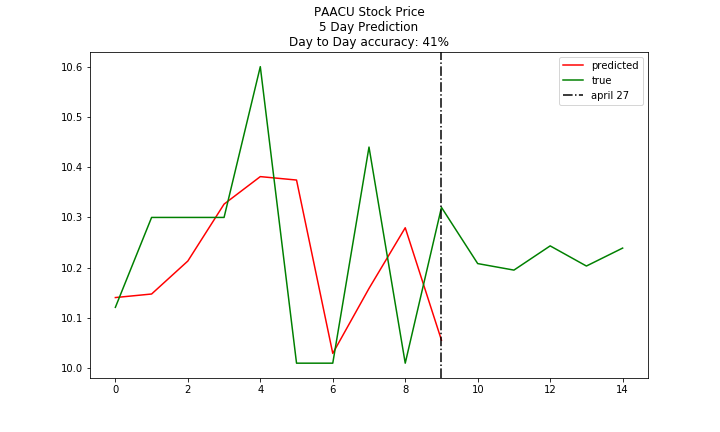 PAACU Stock Price
5 Day Prediction
Day to Day accuracy: 41%
predicted
true
april 27
10.6
10.5
10.4
10.3
10.2
10.1
10.0
0 2 4 6 8 10 12 14